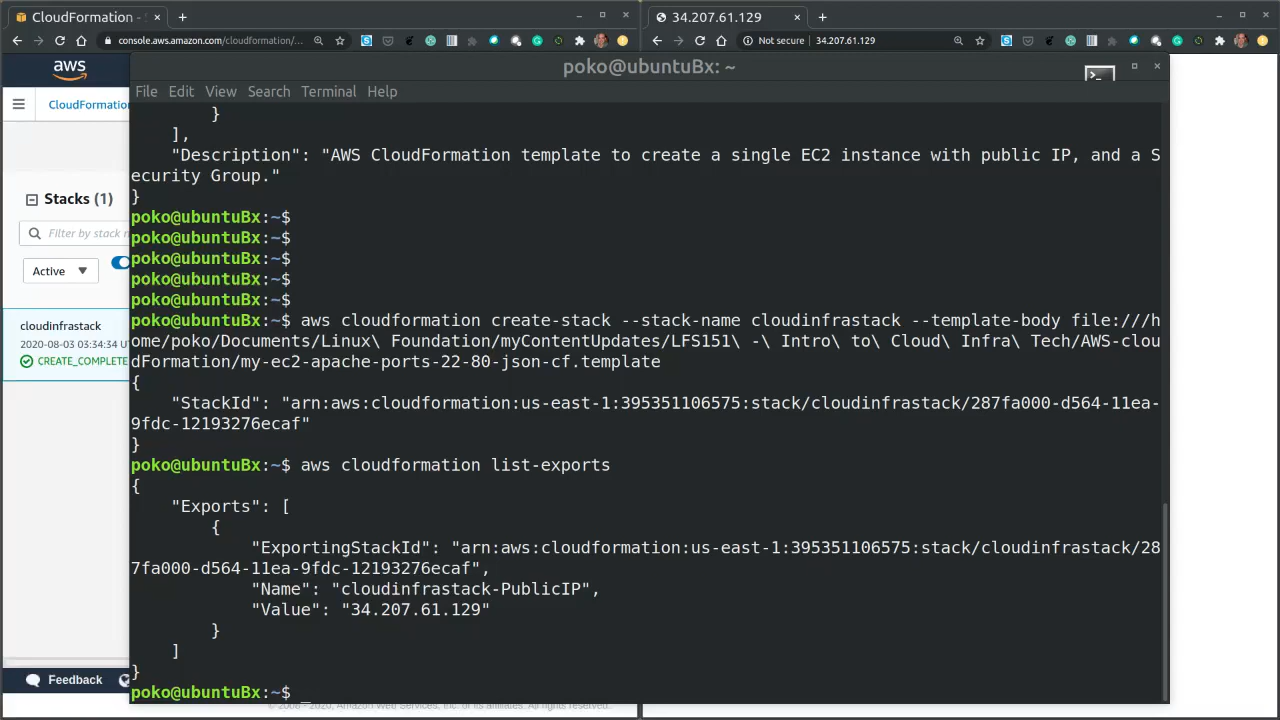 CloudFormation - S
34.207.61.129
console.aws.amazon.com/cloudformation/...
Not secure
34.207.61.129
aws
CloudFormation
Stacks (1)
Filter by stack n
Active
cloudinfrastack
2020-08-03 03:34:34 U
CREATE_COMPLETE
Feedback
poko@ubuntuBx: ~
File Edit View Search Terminal Help
}
],
"Description": "AWS CloudFormation template to create a single EC2 instance with public IP, and a S
ecurity Group."
}
poko@ubuntuBx:~$
poko@ubuntuBx:~$
poko@ubuntuBx:~$
poko@ubuntuBx:~$
poko@ubuntuBx:~$
poko@ubuntuBx:~$ aws cloudformation create-stack --stack-name cloudinfrastack --template-body file:///h
ome/poko/Documents/Linux\ Foundation/myContentUpdates/LFS151\ -\ Intro\ to\ Cloud\ Infra\ Tech/AWS-clou
dFormation/my-ec2-apache-ports-22-80-json-cf.template
{
"StackId": "arn:aws:cloudformation:us-east-1:395351106575:stack/cloudinfrastack/287fa000-d564-11ea-
9fdc-12193276ecaf"
}
poko@ubuntuBx:~$ aws cloudformation list-exports
{
"Exports": [
{
"ExportingStackId": "arn:aws:cloudformation:us-east-1:395351106575:stack/cloudinfrastack/28
7fa000-d564-11ea-9fdc-12193276ecaf",
"Name": "cloudinfrastack-PublicIP",
"Value": "34.207.61.129"
}
]
}
poko@ubuntuBx:~$